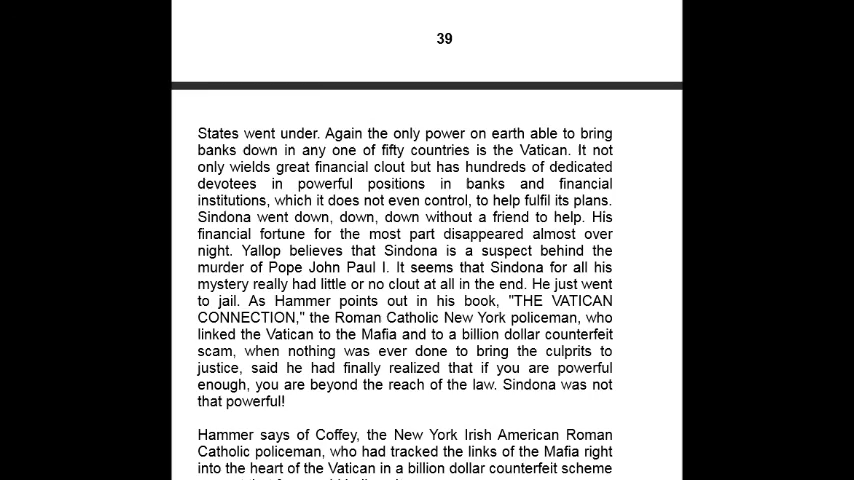 39
States went under. Again the only power on earth able to bring
banks down in any one of fifty countries is the Vatican. It not
only wields great financial clout but has hundreds of dedicated
devotees in powerful positions in banks and financial
institutions, which it does not even control, to help fulfil its plans.
Sindona went down, down, down without a friend to help. His
financial fortune for the most part disappeared almost over
night. Yallop believes that Sindona is a suspect behind the
murder of Pope John Paul I. It seems that Sindona for all his
mystery really had little or no clout at all in the end. He just went
to jail. As Hammer points out in his book, "THE VATICAN
CONNECTION," the Roman Catholic New York policeman, who
linked the Vatican to the Mafia and to a billion dollar counterfeit
scam, when nothing was ever done to bring the culprits to
justice, said he had finally realized that if you are powerful
enough, you are beyond the reach of the law. Sindona was not
that powerful!
Hammer says of Coffey, the New York Irish American Roman
Catholic policeman, who had tracked the links of the Mafia right
into the heart of the Vatican in a billion dollar counterfeit scheme